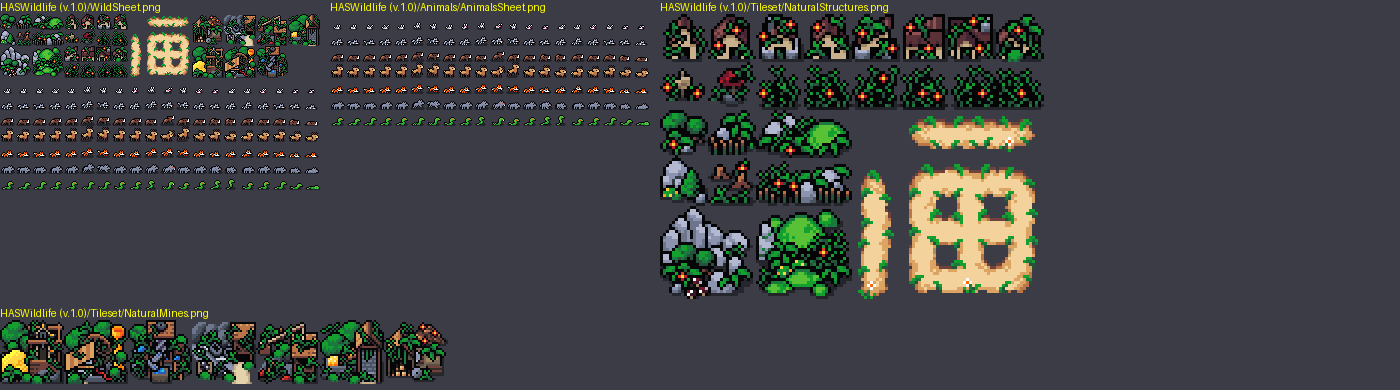 HASWildlife (v.1.0)/WildSheet.png
HASWildlife (v.1.0)/Animals/AnimalsSheet.png
HASWildlife (v.1.0)/Tileset/NaturalStructures.png
HASWildlife (v.1.0)/Tileset/NaturalMines.png